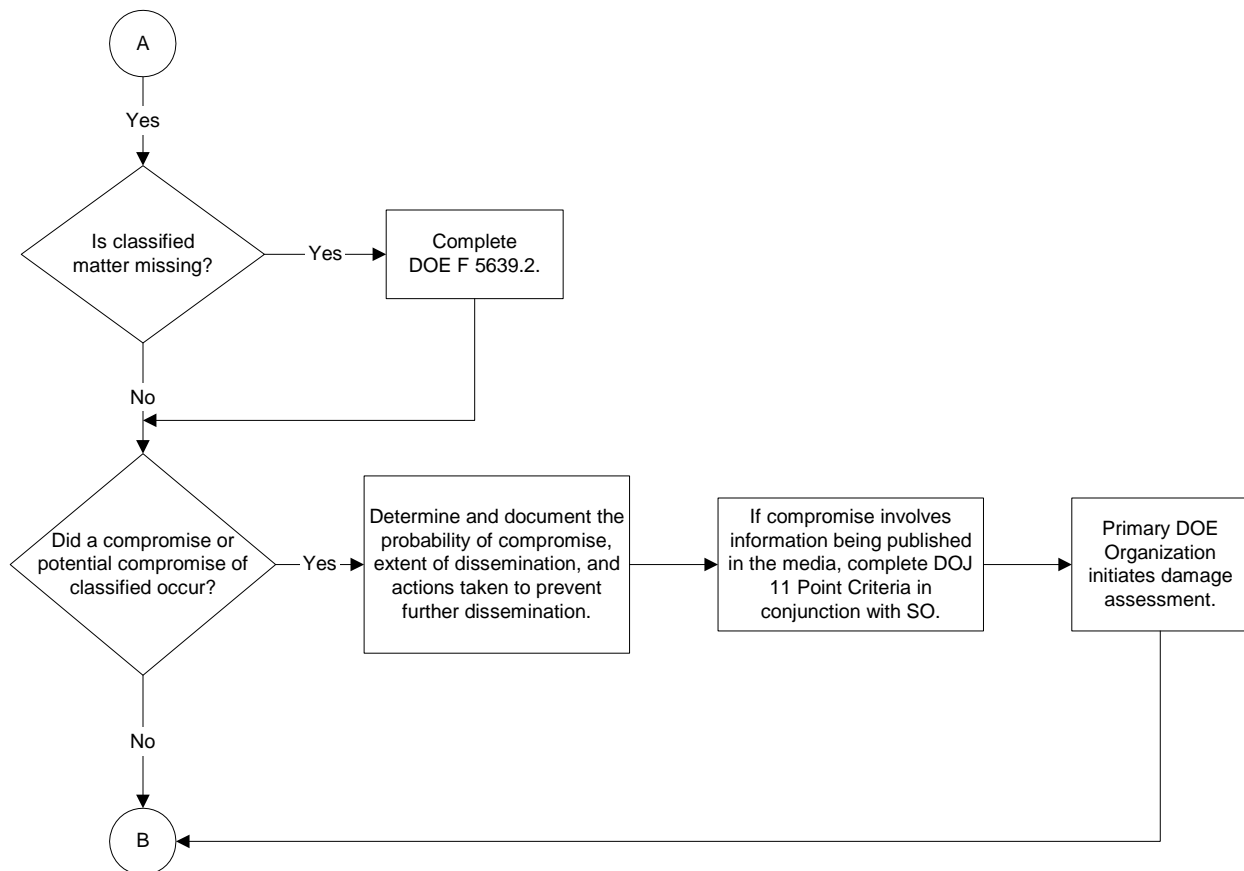 A
Yes
Is classified
matter missing?
Yes
Complete
DOE F 5639.2.
No
Did a compromise or
potential compromise of
classified occur?
Yes
Determine and document the
probability of compromise,
extent of dissemination, and
actions taken to prevent
further dissemination.
If compromise involves
information being published
in the media, complete DOJ
11 Point Criteria in
conjunction with SO.
Primary DOE
Organization
initiates damage
assessment.
No
B